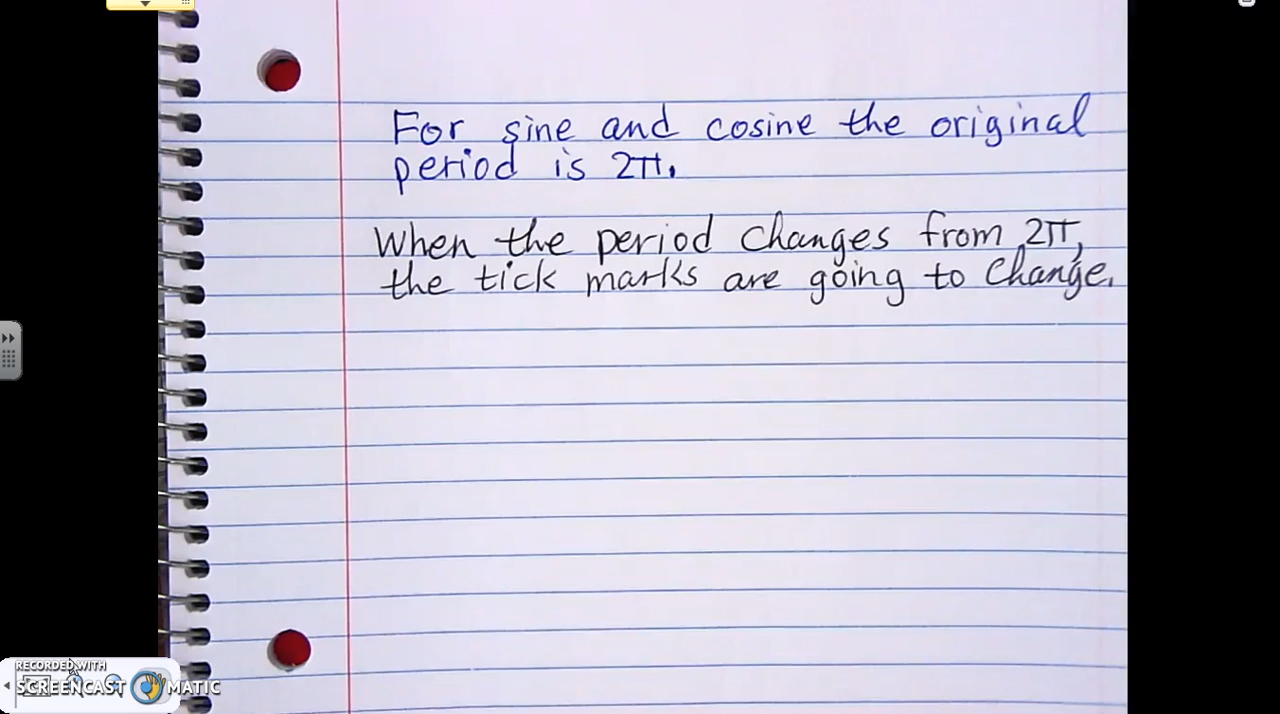 For sine and cosine the original
period is 2π.
When the period changes from 2π,
the tick marks are going to change.
RECORDED WITH
SCREENCAST MATIC